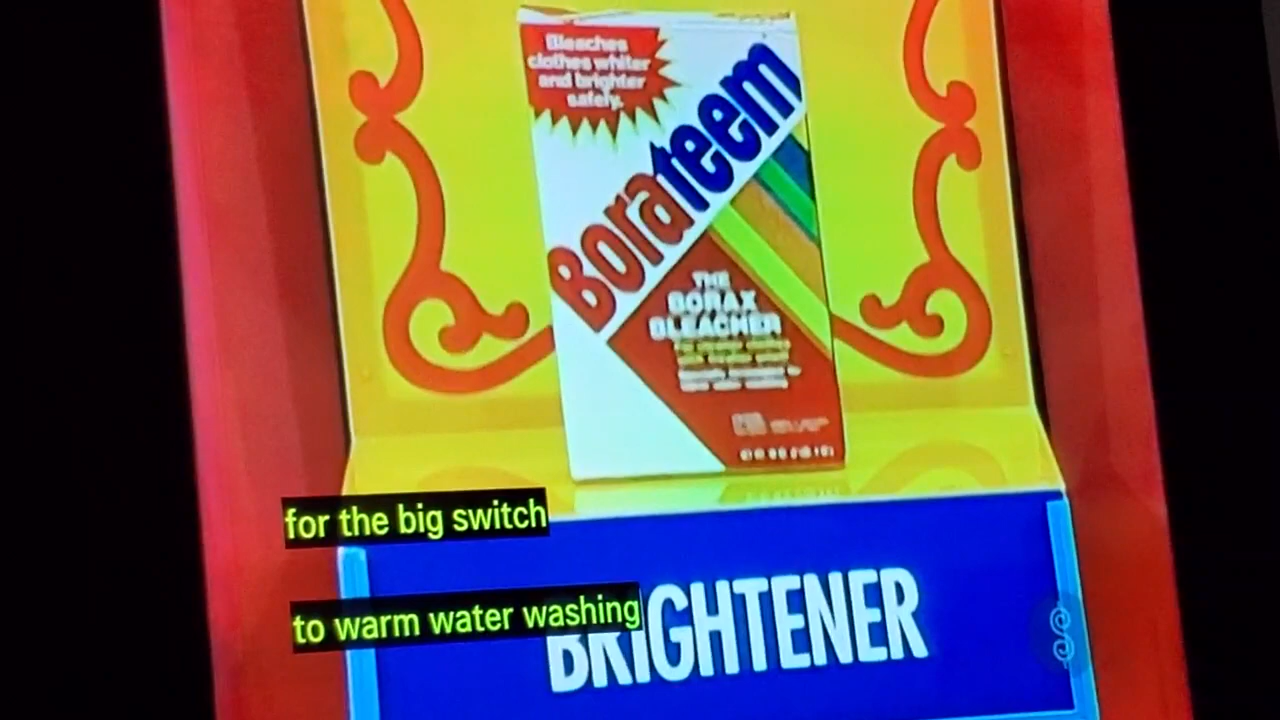 Bleaches
clothes whiter
and brighter
safely.
Borateem
THE
BORAX
BLEACHER
for the big switch
to warm water washing
BRIGHTENER